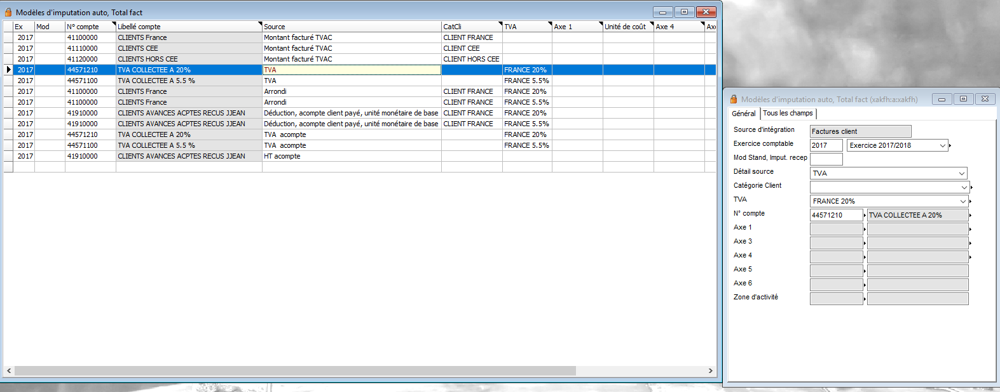 Modèles d'imputation auto, Total fact
Ex Mod N° compte Libellé compte Source CatCli TVA Axe 1 Unité de coût Axe 4 Axe
2017 41100000 CLIENTS France Montant facturé TVAC CLIENT FRANCE
2017 41110000 CLIENTS CEE Montant facturé TVAC CLIENT CEE
2017 41120000 CLIENTS HORS CEE Montant facturé TVAC CLIENT HORS CEE
2017 44571210 TVA COLLECTEE A 20% TVA FRANCE 20%
2017 44571100 TVA COLLECTEE A 5.5 % TVA FRANCE 5.5%
2017 41100000 CLIENTS France Arrondi CLIENT FRANCE FRANCE 20%
2017 41100000 CLIENTS France Arrondi CLIENT FRANCE FRANCE 5.5%
2017 41910000 CLIENTS AVANCES ACPTES RECUS JJEAN Déduction, acompte client payé, unité monétaire de base CLIENT FRANCE FRANCE 20%
2017 41910000 CLIENTS AVANCES ACPTES RECUS JJEAN Déduction, acompte client payé, unité monétaire de base CLIENT FRANCE FRANCE 5.5%
2017 44571210 TVA COLLECTEE A 20% TVA acompte FRANCE 20%
2017 44571100 TVA COLLECTEE A 5.5 % TVA acompte FRANCE 5.5%
2017 41910000 CLIENTS AVANCES ACPTES RECUS JJEAN HT acompte
Modèles d'imputation auto, Total fact (xakfh:a:xakfh)
Général Tous les champs
Source d'intégration Factures client
Exercice comptable 2017 Exercice 2017/2018
Mod Stand, Imput. recep
Détail source TVA
Catégorie Client
TVA FRANCE 20%
N° compte 44571210 TVA COLLECTEE A 20%
Axe 1
Axe 3
Axe 4
Axe 5
Axe 6
Zone d'activité